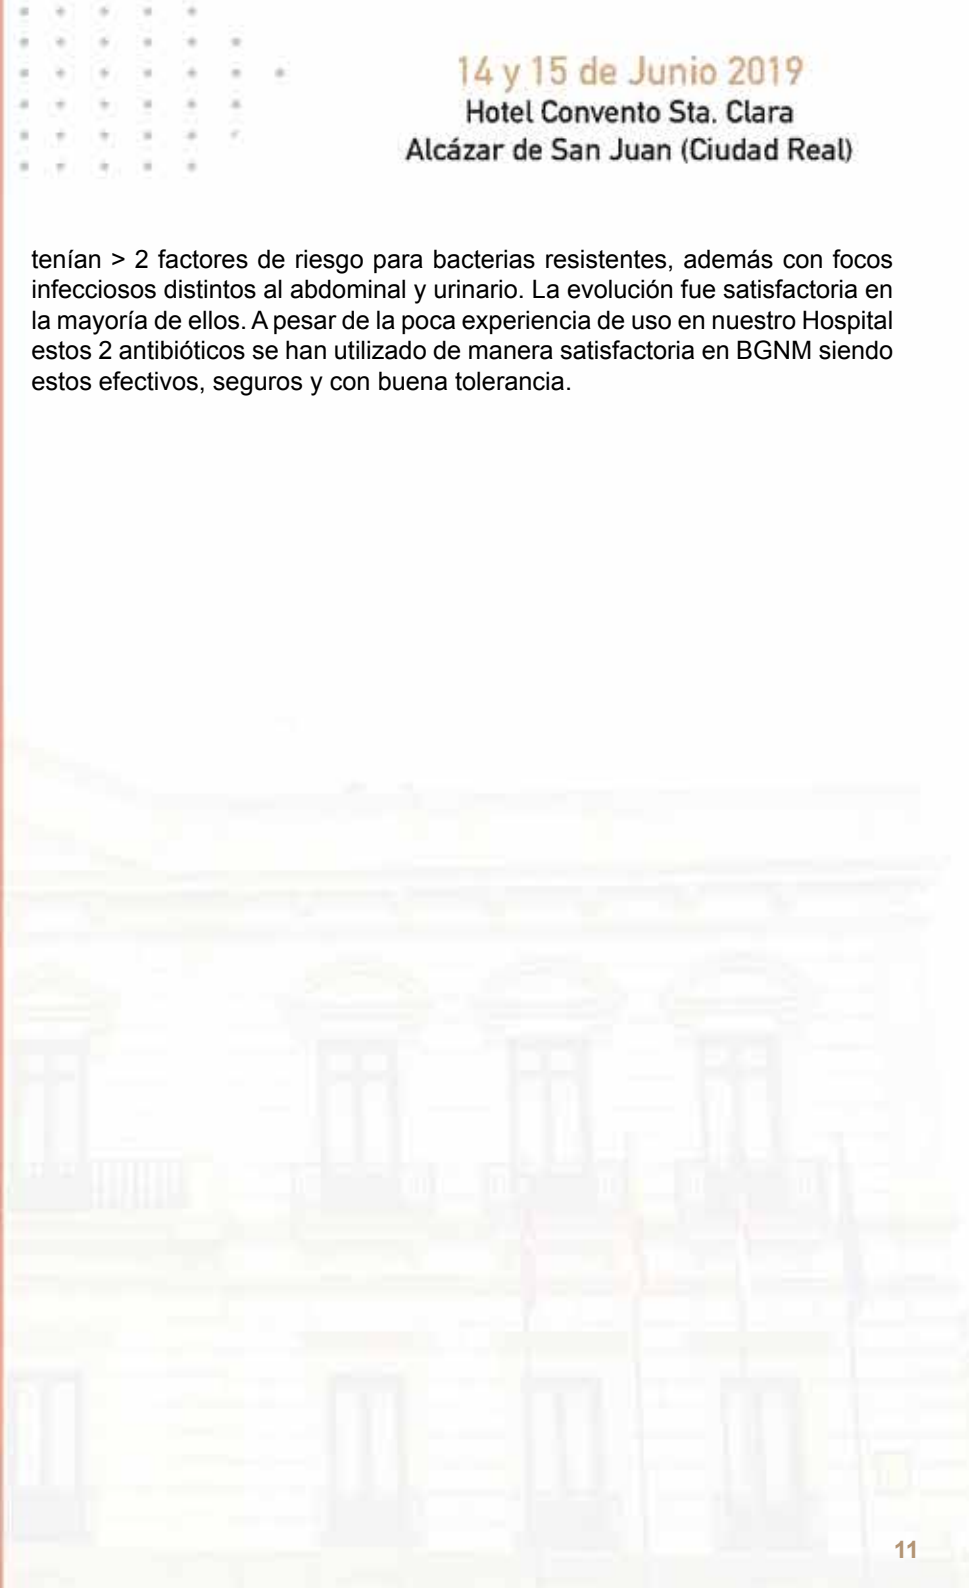 14 y 15 de Junio 2019
Hotel Convento Sta. Clara
Alcázar de San Juan (Ciudad Real)
tenían > 2 factores de riesgo para bacterias resistentes, además con focos
infecciosos distintos al abdominal y urinario. La evolución fue satisfactoria en
la mayoría de ellos. A pesar de la poca experiencia de uso en nuestro Hospital
estos 2 antibióticos se han utilizado de manera satisfactoria en BGNM siendo
estos efectivos, seguros y con buena tolerancia.
11